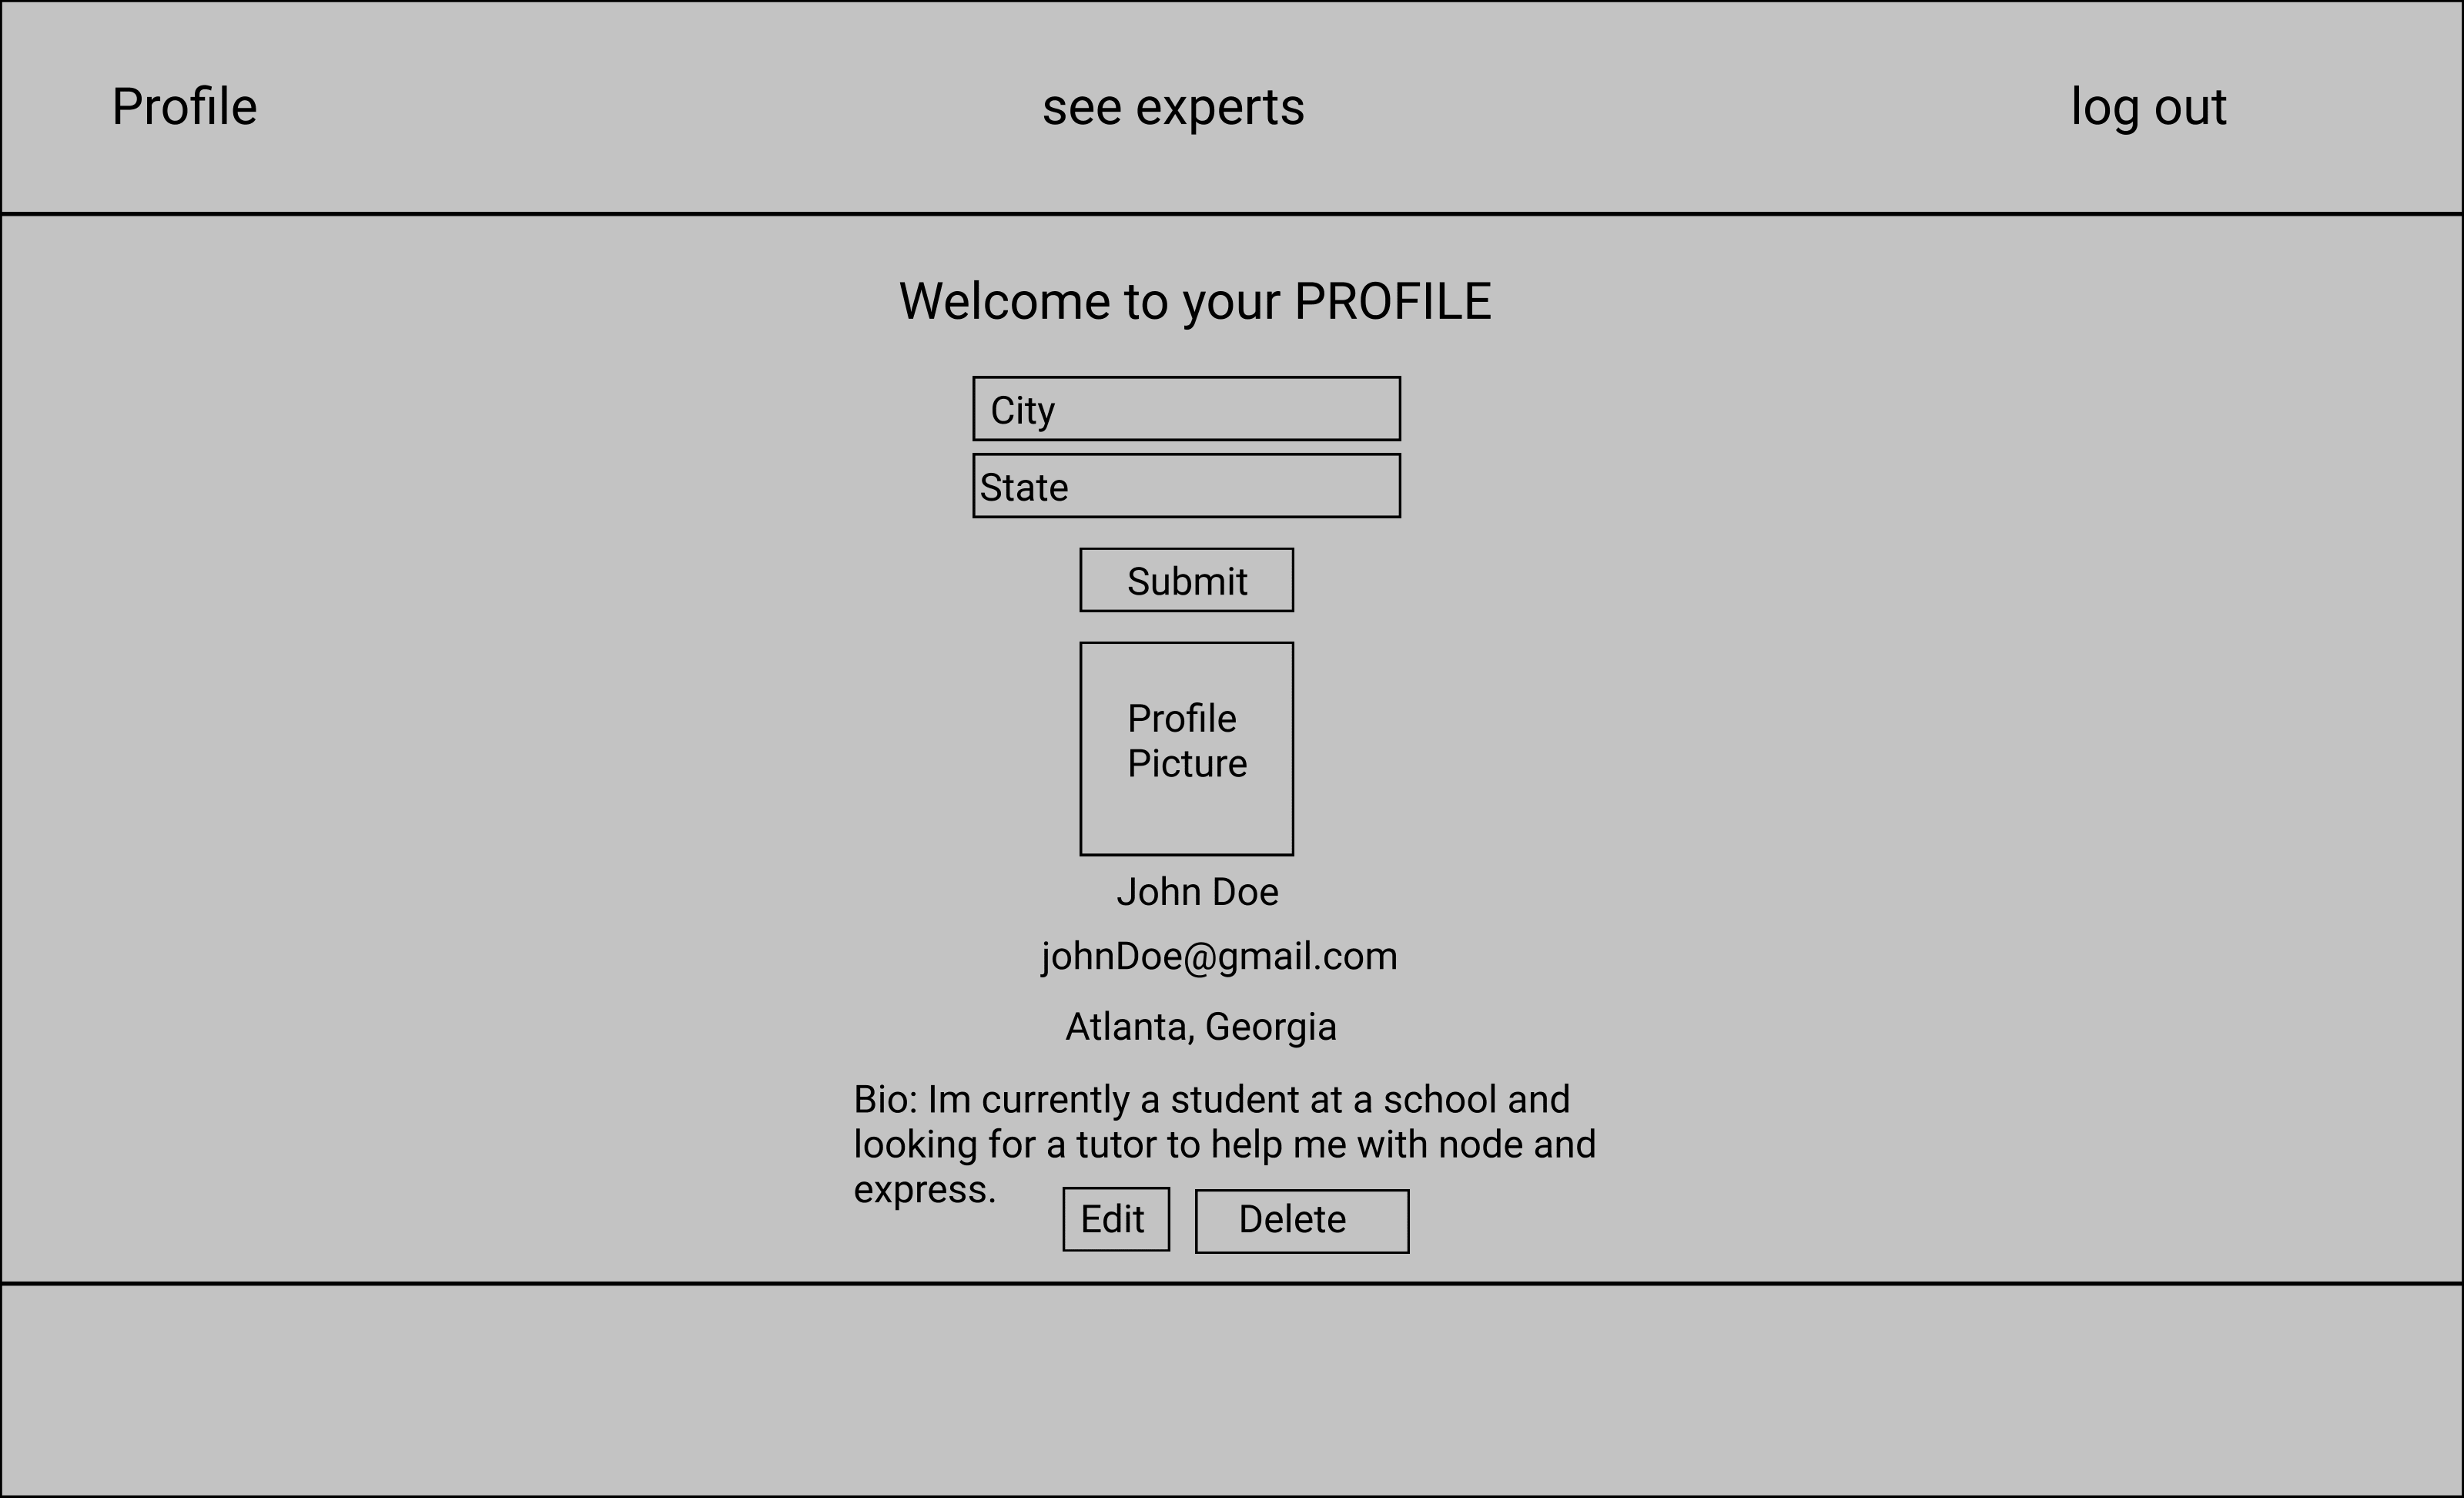 Profile see experts log out
Welcome to your PROFILE
City
State
Submit
Profile
Picture
John Doe
johnDoe@gmail.com
Atlanta, Georgia
Bio: Im currently a student at a school and
looking for a tutor to help me with node and
express.
Edit Delete